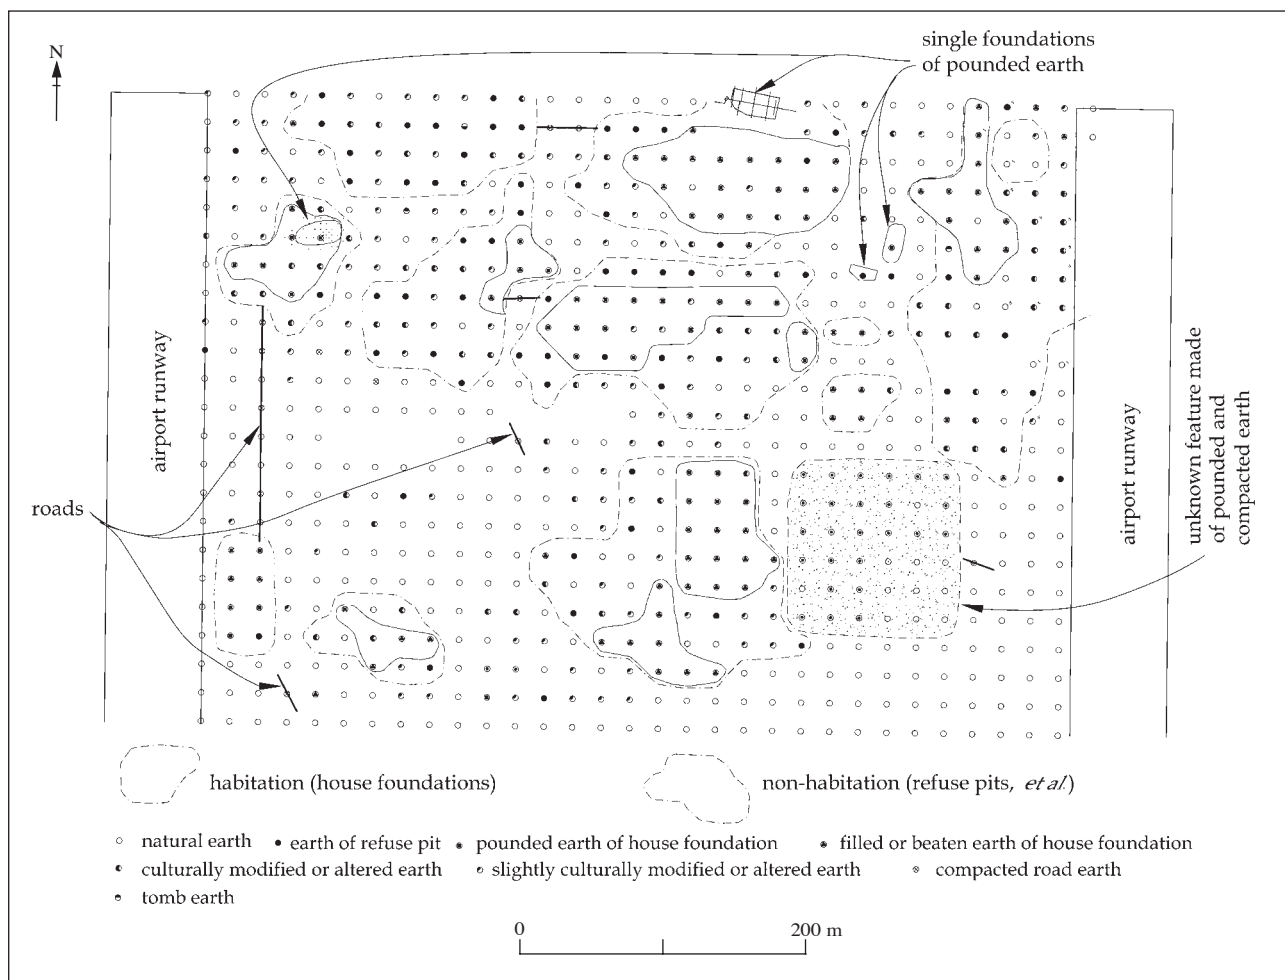 N
single foundations
of pounded earth
airport runway
roads
airport runway
unknown feature made
of pounded and
compacted earth
habitation (house foundations)
non-habitation (refuse pits, et al.)
natural earth
earth of refuse pit
pounded earth of house foundation
filled or beaten earth of house foundation
culturally modified or altered earth
slightly culturally modified or altered earth
compacted road earth
tomb earth
0
200 m